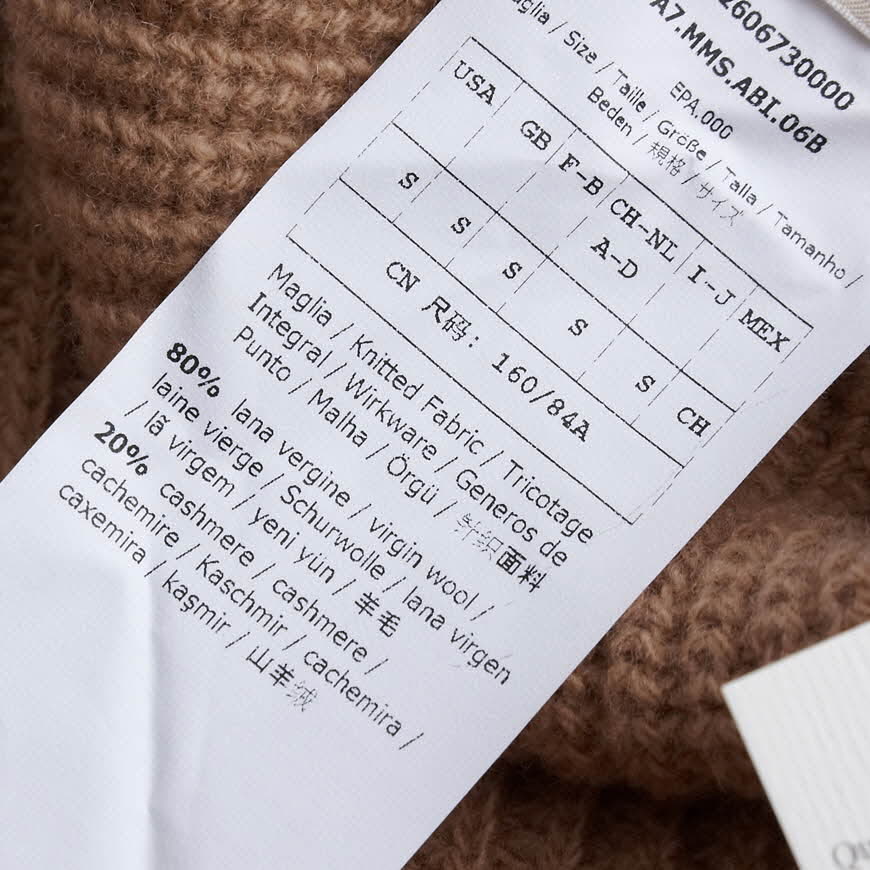 2606730000
A7.MMS.ABI.06B
EPA.000
/ Size / Taille / Größe / Talla / Tamanho /
Beden / 規格 / サイズ
USA GB F-B CH-NL I-J MEX
A-D
S S S S S CH
CN 尺码: 160/84A
Maglia / Knitted Fabric / Tricotage
Integral / Wirkware / Generos de
Punto / Malha / Örgü / 针织面料
80% lana vergine / virgin wool /
laine vierge / Schurwolle / lana virgen
/ lã virgem / yeni yün / 羊毛
20% cashmere / cashmere /
cachemire / Kaschmir / cachemira /
caxemira / kaşmir / 山羊绒